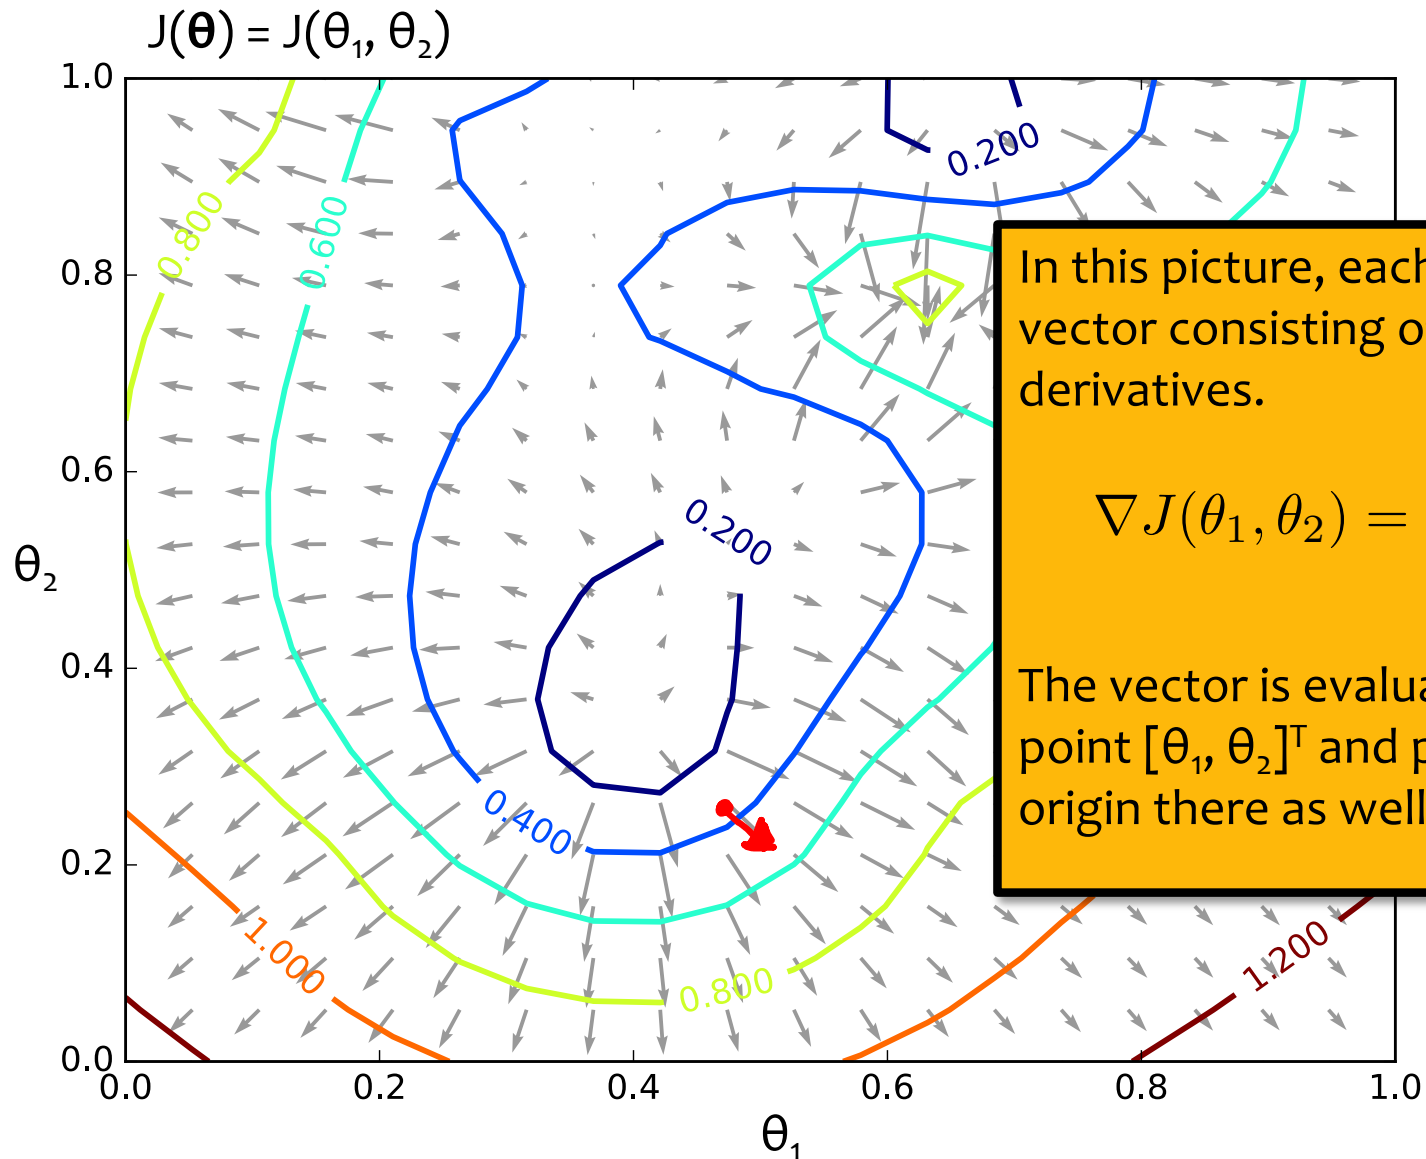 J(θ) = J(θ₁, θ₂)
1.0
0.8
0.6
0.4
0.2
0.0
θ₂
0.0
0.2
0.4
0.6
0.8
1.0
θ₁
0.800
0.600
0.200
0.200
0.400
1.000
0.800
1.200
In this picture, each
vector consisting o
derivatives.
∇J(θ₁, θ₂) =
The vector is evalua
point [θ₁, θ₂]ᵀ and p
origin there as well